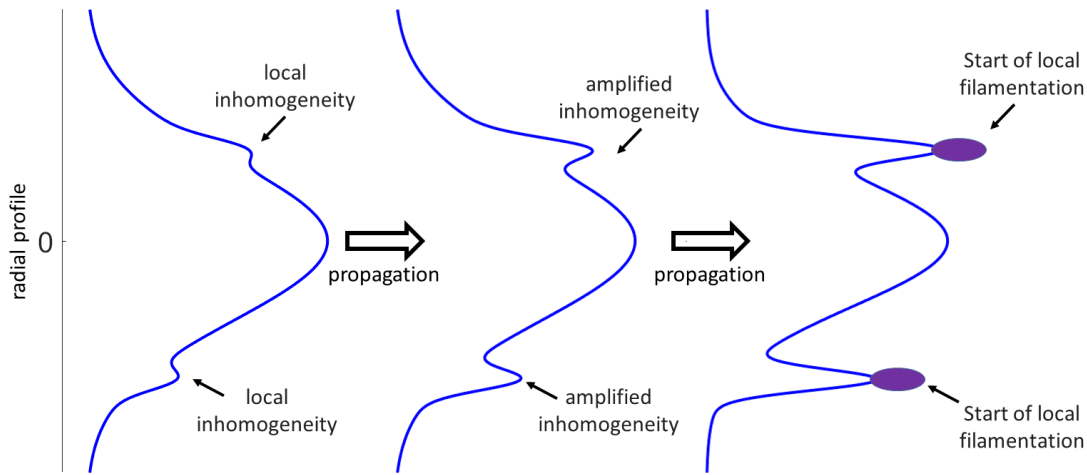 local
inhomogeneity
amplified
inhomogeneity
Start of local
filamentation
radial profile
0
propagation
propagation
local
inhomogeneity
amplified
inhomogeneity
Start of local
filamentation